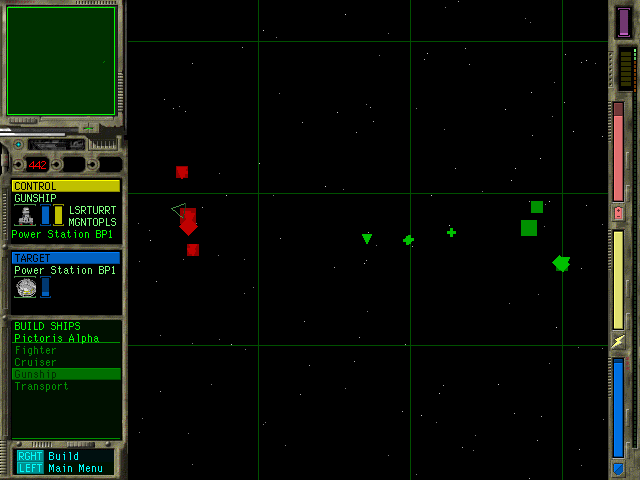 442
CONTROL
GUNSHIP
LSRTURRT
MGNTOPLS
Power Station BP1
TARGET
Power Station BP1
BUILD SHIPS
Pictoris Alpha
Fighter
Cruiser
Gunship
Transport
RGHT Build
LEFT Main Menu